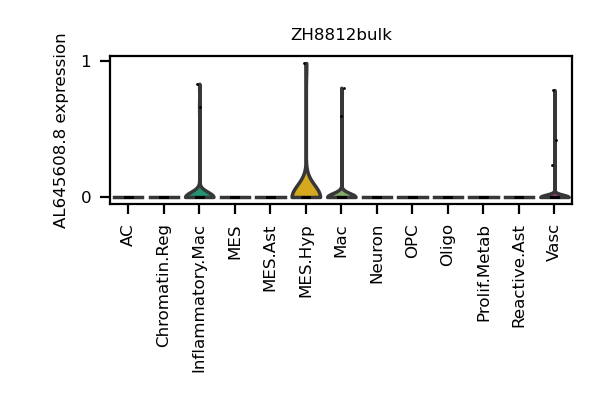 ZH8812bulk
AL645608.8 expression
1
0
AC
Chromatin.Reg
Inflammatory.Mac
MES
MES.Ast
MES.Hyp
Mac
Neuron
OPC
Oligo
Prolif.Metab
Reactive.Ast
Vasc